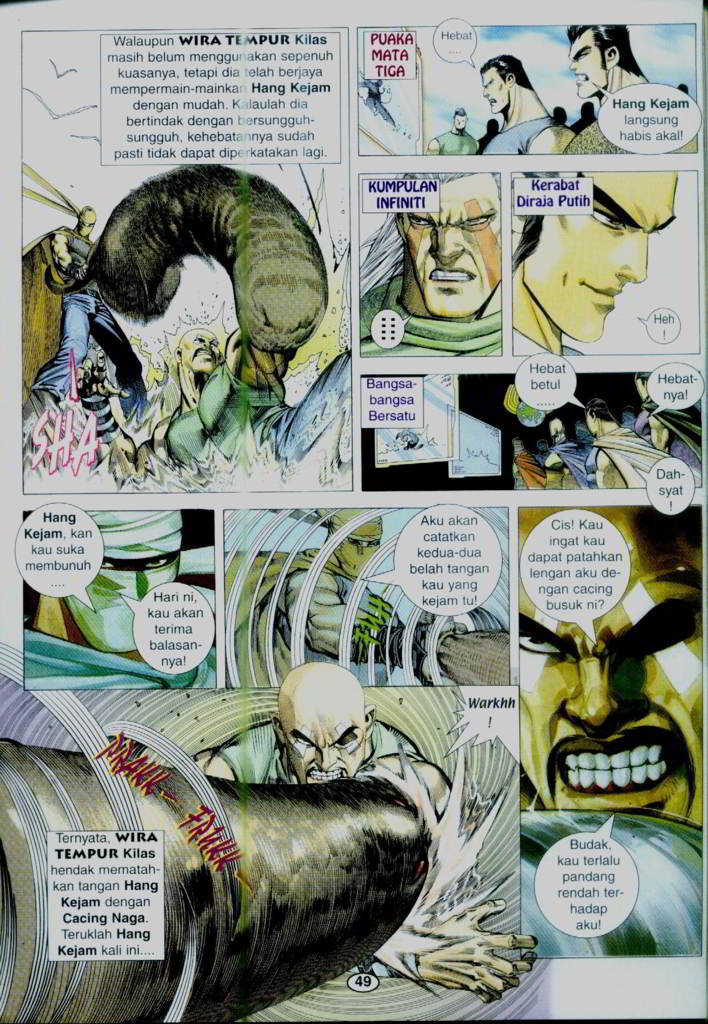 Walaupun WIRA TEMPUR Kilas
masih belum menggunakan sepenuh
kuasanya, tetapi dia telah berjaya
mempermain-mainkan Hang Kejam
dengan mudah. Kalaulah dia
bertindak dengan bersungguh-
sungguh, kehebatannya sudah
pasti tidak dapat diperkatakan lagi.
SHA
PUAKA
MATA
TIGA
Hebat
....
Hang Kejam
langsung
habis akal!
KUMPULAN
INFINITI
Kerabat
Diraja Putih
Heh
!
Bangsa-
bangsa
Bersatu
Hebat
betul
.....
Hebat-
nya!
Dah-
syat
!
Hang
Kejam, kan
kau suka
membunuh
....
Hari ni,
kau akan
terima
balasan-
nya!
Aku akan
catatkan
kedua-dua
belah tangan
kau yang
kejam tu!
Cis! Kau
ingat kau
dapat patahkan
lengan aku de-
ngan cacing
busuk ni?
Warkhh
!
Ternyata, WIRA
TEMPUR Kilas
hendak mematah-
kan tangan Hang
Kejam dengan
Cacing Naga.
Teruklah Hang
Kejam kali ini....
Budak,
kau terlalu
pandang
rendah ter-
hadap
aku!
49